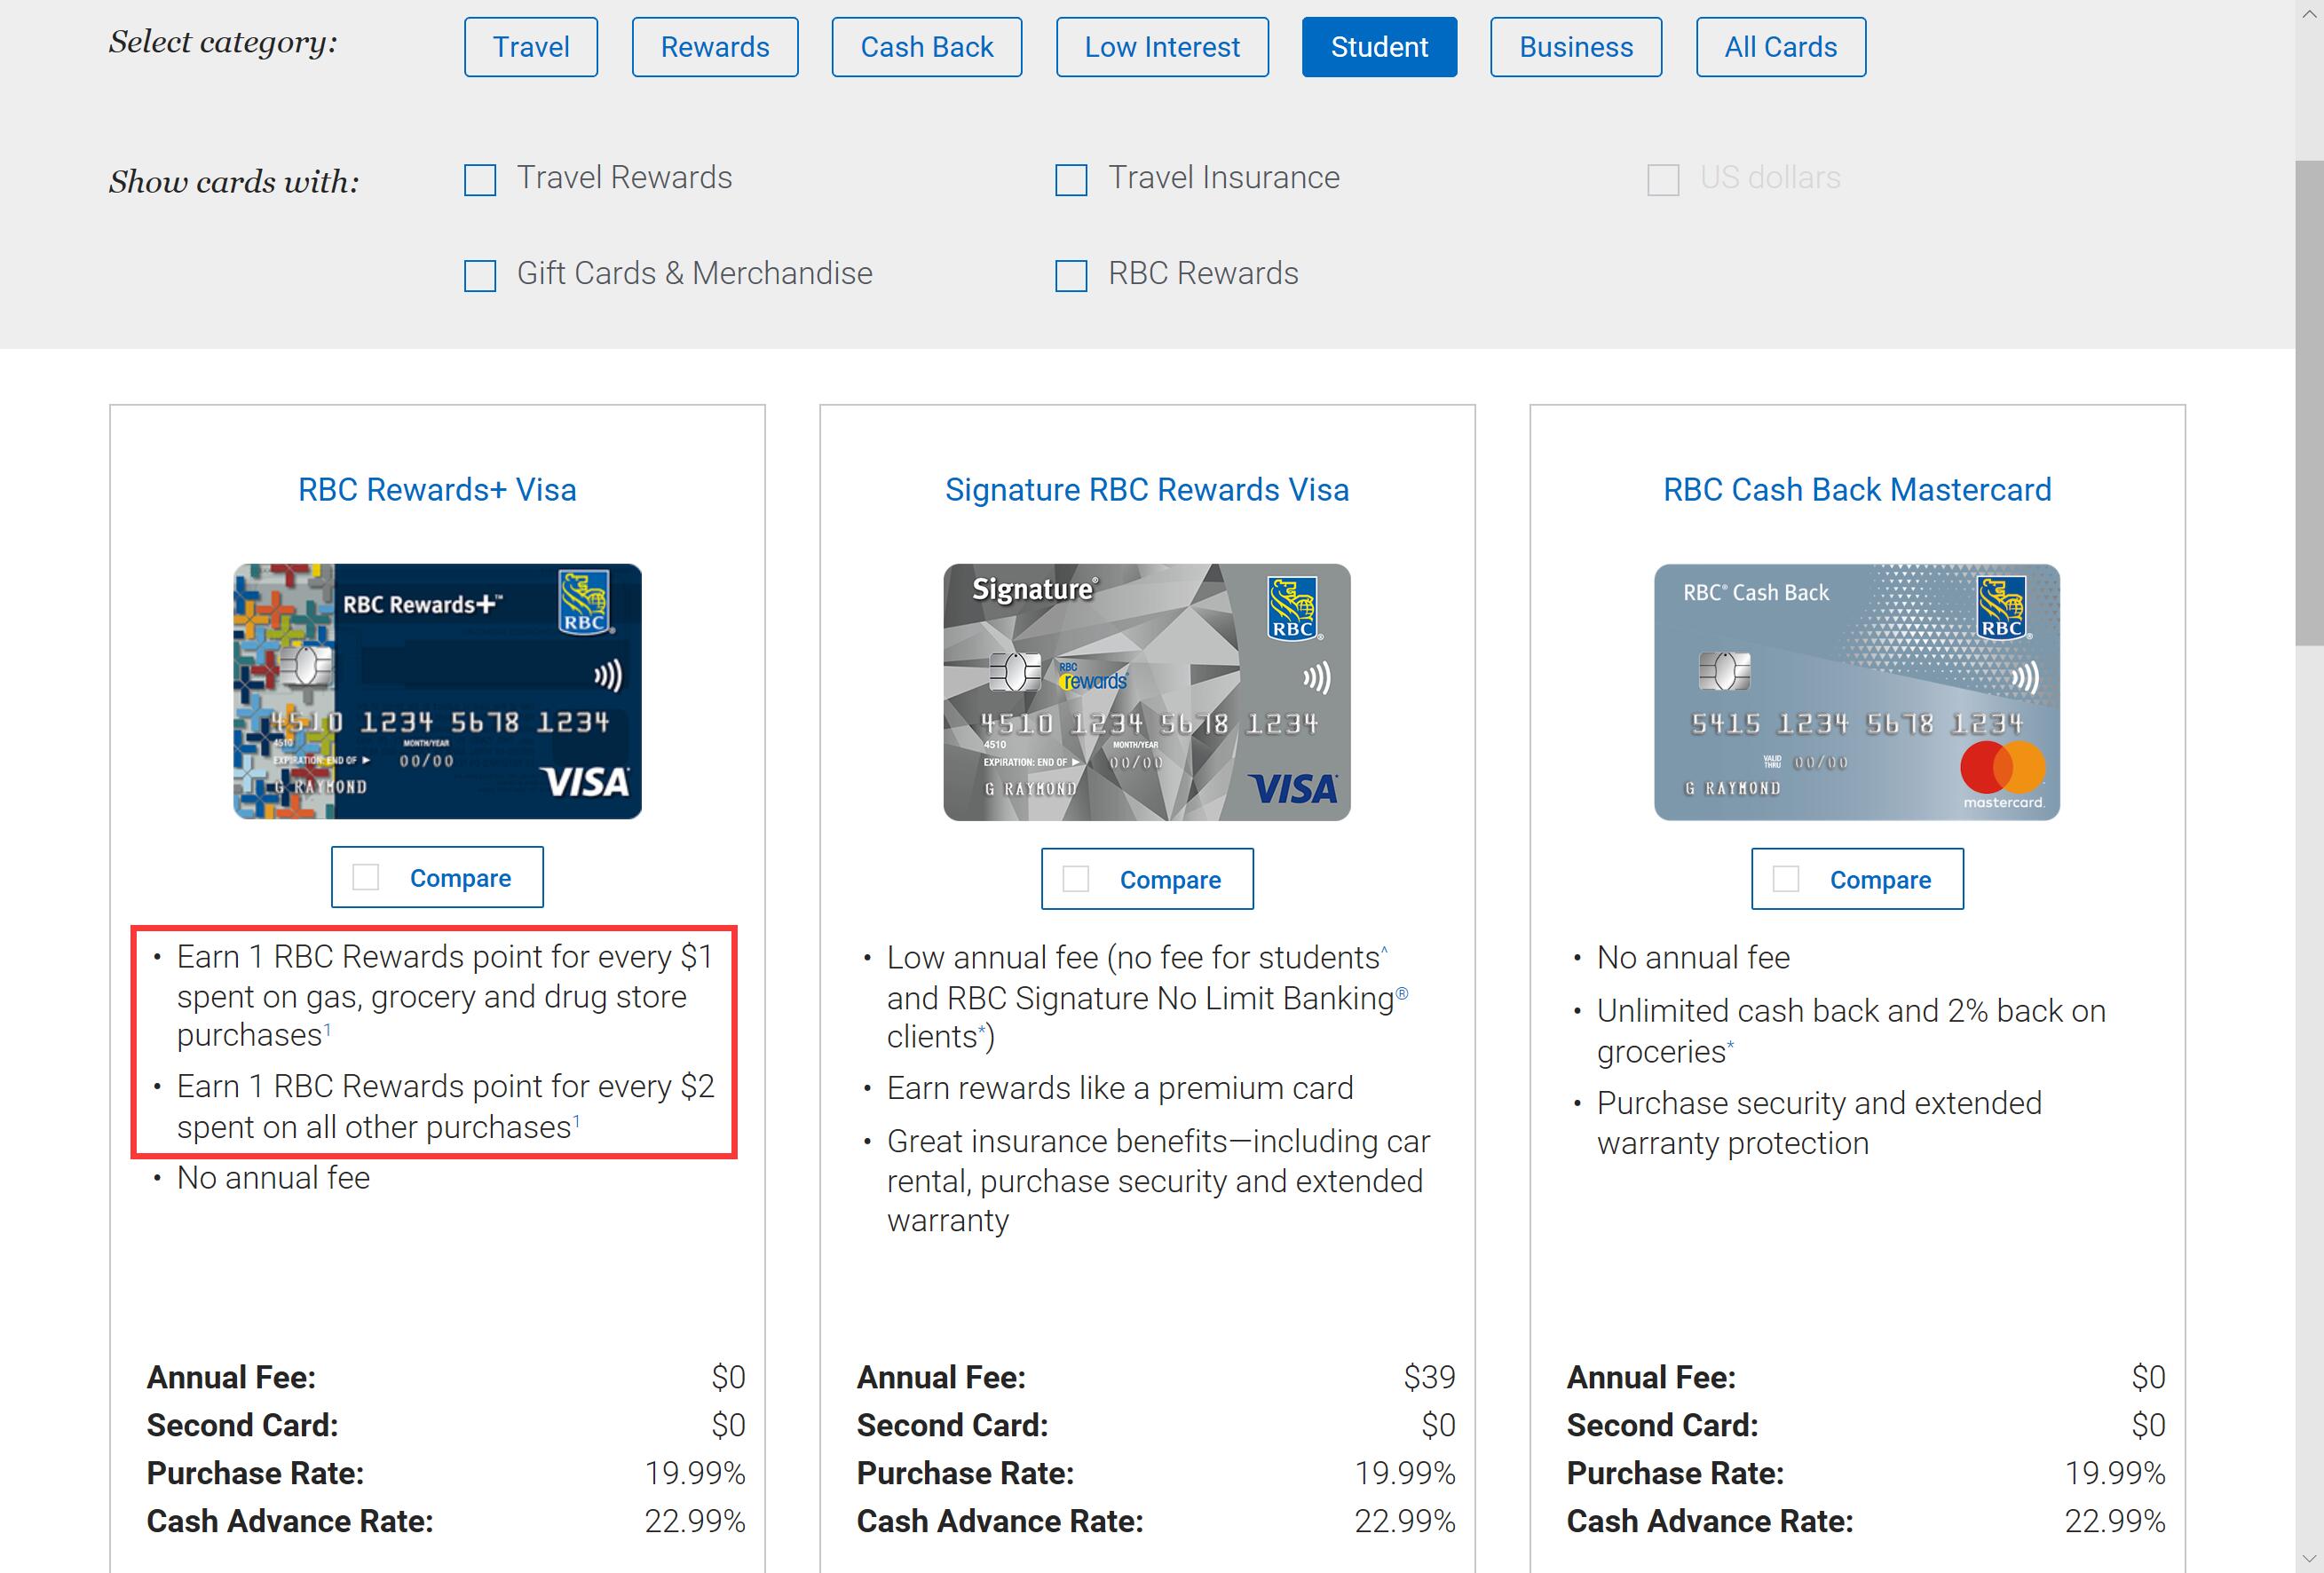 Select category:
Travel
Rewards
Cash Back
Low Interest
Student
Business
All Cards
Show cards with:
Travel Rewards
Travel Insurance
US dollars
Gift Cards & Merchandise
RBC Rewards
RBC Rewards+ Visa
RBC Rewards+™
RBC®
4510 1234 5678 1234
4510
MONTH/YEAR
EXPIRATION: END OF ▶ 00/00
G RAYMOND
VISA
Compare
• Earn 1 RBC Rewards point for every $1
spent on gas, grocery and drug store
purchases¹
• Earn 1 RBC Rewards point for every $2
spent on all other purchases¹
• No annual fee
Annual Fee: $0
Second Card: $0
Purchase Rate: 19.99%
Cash Advance Rate: 22.99%
Signature RBC Rewards Visa
Signature®
RBC®
RBC
rewards
4510 1234 5678 1234
4510
MONTH/YEAR
EXPIRATION: END OF ▶ 00/00
G RAYMOND
VISA
Compare
• Low annual fee (no fee for students^
and RBC Signature No Limit Banking®
clients*)
• Earn rewards like a premium card
• Great insurance benefits—including car
rental, purchase security and extended
warranty
Annual Fee: $39
Second Card: $0
Purchase Rate: 19.99%
Cash Advance Rate: 22.99%
RBC Cash Back Mastercard
RBC® Cash Back
RBC®
5415 1234 5678 1234
VALID
THRU 00/00
G RAYMOND
mastercard.
Compare
• No annual fee
• Unlimited cash back and 2% back on
groceries*
• Purchase security and extended
warranty protection
Annual Fee: $0
Second Card: $0
Purchase Rate: 19.99%
Cash Advance Rate: 22.99%